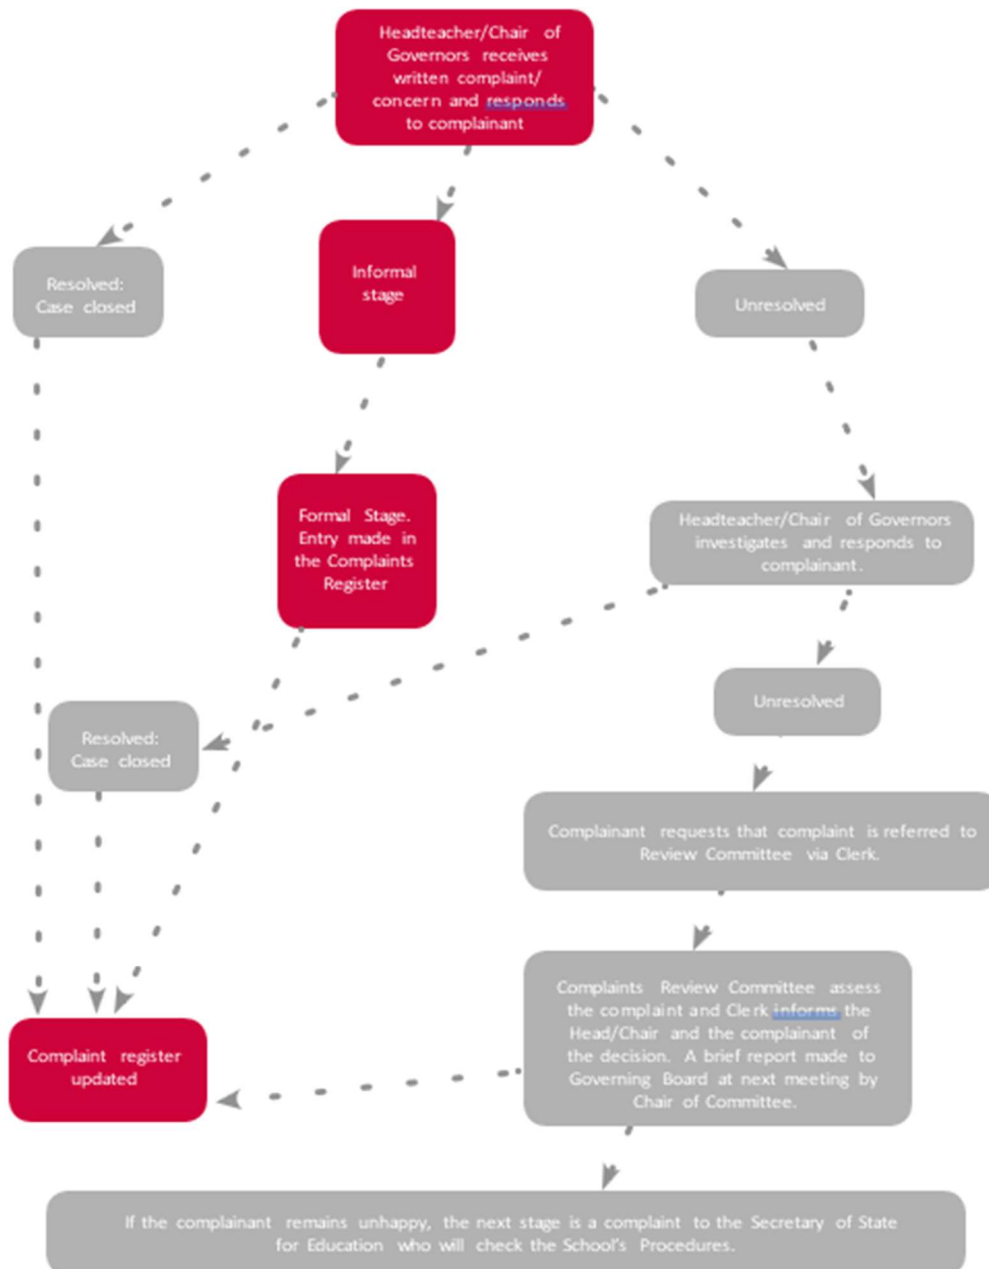 Headteacher/Chair of
Governors receives
written complaint/
concern and responds
to complainant
Resolved:
Case closed
Informal
stage
Unresolved
Formal Stage.
Entry made in
the Complaints
Register
Headteacher/Chair of Governors
investigates and responds to
complainant.
Unresolved
Resolved:
Case closed
Complainant requests that complaint is referred to
Review Committee via Clerk.
Complaints Review Committee assess
the complaint and Clerk informs the
Head/Chair and the complainant of
the decision. A brief report made to
Governing Board at next meeting by
Chair of Committee.
Complaint register
updated
If the complainant remains unhappy, the next stage is a complaint to the Secretary of State
for Education who will check the School's Procedures.